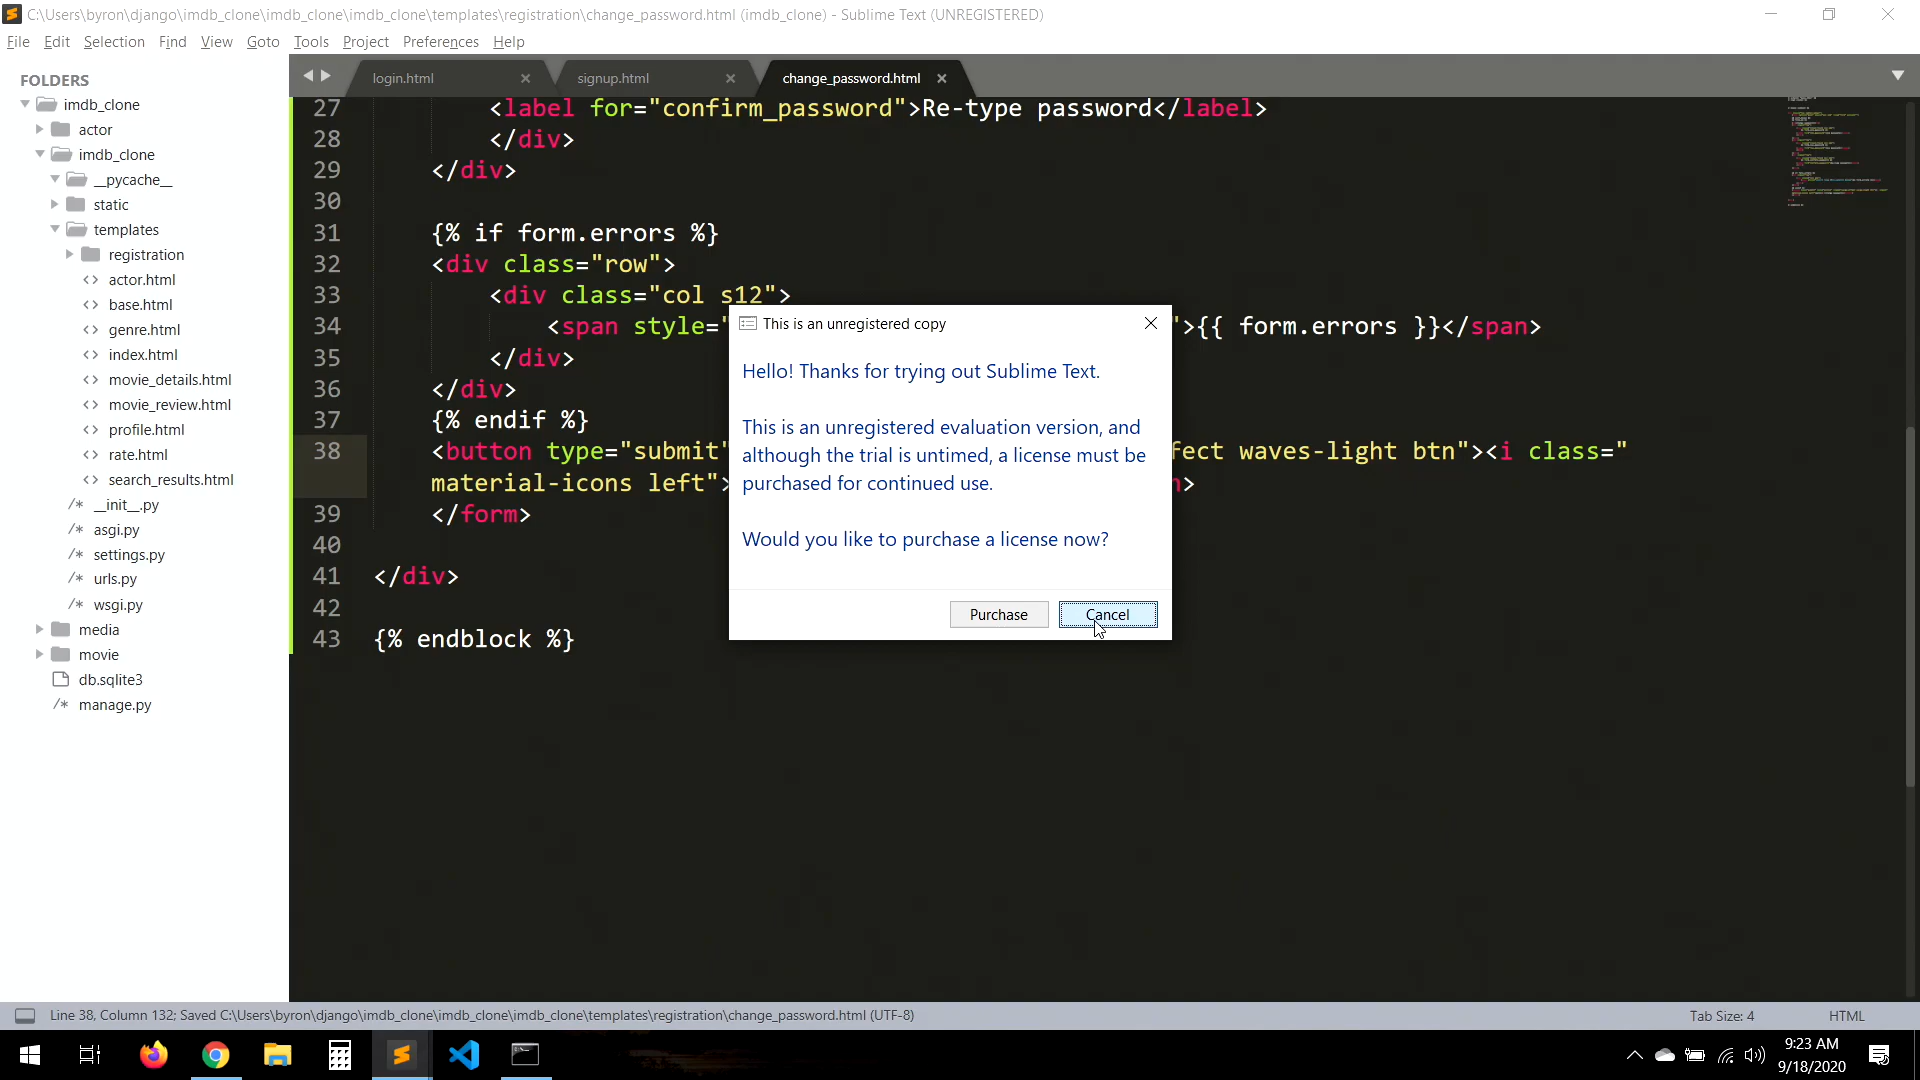 C:\Users\byron\django\imdb_clone\imdb_clone\imdb_clone\templates\registration\change_password.html (imdb_clone) - Sublime Text (UNREGISTERED)
File Edit Selection Find View Goto Tools Project Preferences Help
FOLDERS
imdb_clone
actor
imdb_clone
__pycache__
static
templates
registration
<> actor.html
<> base.html
<> genre.html
<> index.html
<> movie_details.html
<> movie_review.html
<> profile.html
<> rate.html
<> search_results.html
/* __init__.py
/* asgi.py
/* settings.py
/* urls.py
/* wsgi.py
media
movie
db.sqlite3
/* manage.py
login.html signup.html change_password.html
27 <label for="confirm_password">Re-type password</label>
28 </div>
29 </div>
30
31 {% if form.errors %}
32 <div class="row">
33 <div class="col s12">
34 <span style=" ">{{ form.errors }}</span>
35 </div>
36 </div>
37 {% endif %}
38 <button type="submit" fect waves-light btn"><i class="
material-icons left"> >
39 </form>
40
41 </div>
42
43 {% endblock %}
This is an unregistered copy
Hello! Thanks for trying out Sublime Text.
This is an unregistered evaluation version, and
although the trial is untimed, a license must be
purchased for continued use.
Would you like to purchase a license now?
Purchase Cancel
Line 38, Column 132; Saved C:\Users\byron\django\imdb_clone\imdb_clone\imdb_clone\templates\registration\change_password.html (UTF-8) Tab Size: 4 HTML
9:23 AM
9/18/2020